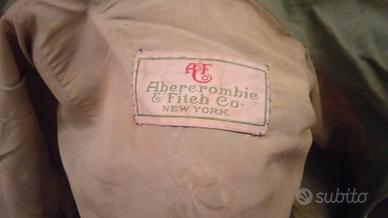 A&F
Abercrombie
& Fitch Co.
NEW YORK
subito